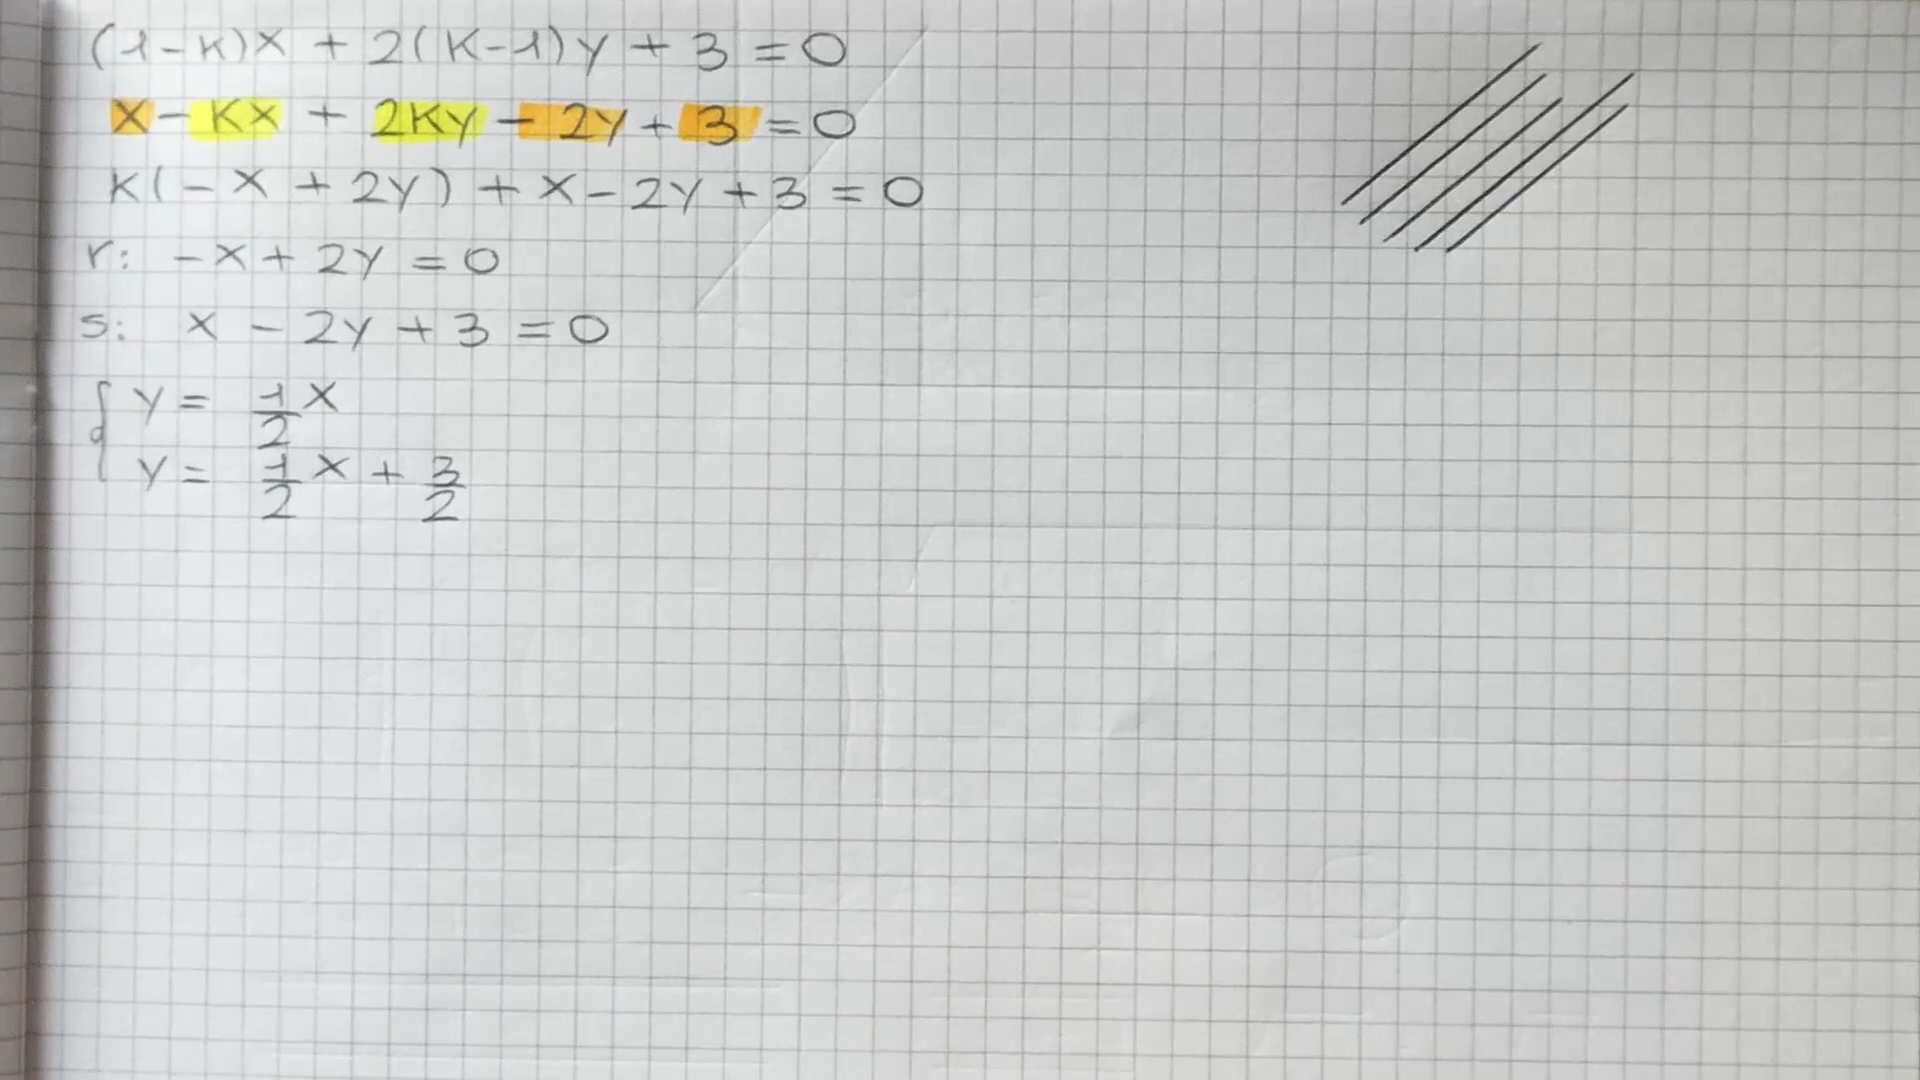 (1-k)x + 2(k-1)y + 3 = 0
x - kx + 2ky - 2y + 3 = 0
k(-x + 2y) + x - 2y + 3 = 0
r: -x + 2y = 0
s: x - 2y + 3 = 0
{ y = 1/2 x
y = 1/2 x + 3/2